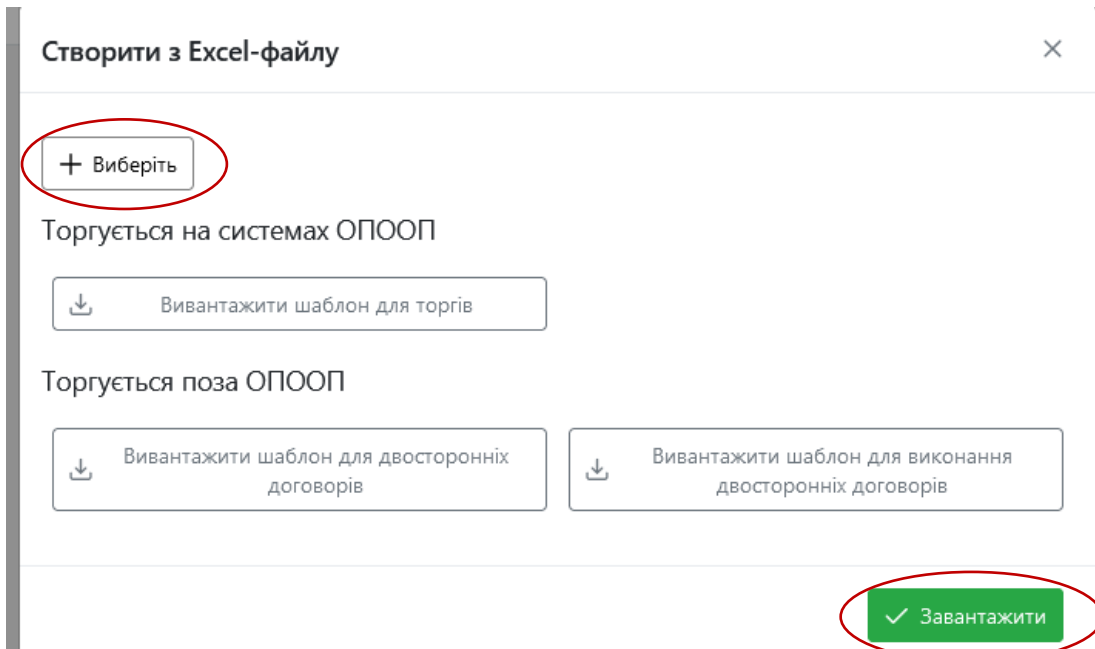 Створити з Excel-файлу
Виберіть
Торгується на системах ОПООП
Вивантажити шаблон для торгів
Торгується поза ОПООП
Вивантажити шаблон для двосторонніх
договорів
Вивантажити шаблон для виконання
двосторонніх договорів
Завантажити